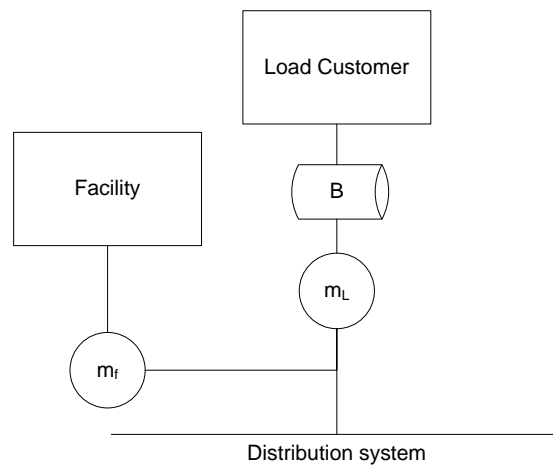 Load Customer
Facility
B
mL
mf
Distribution system